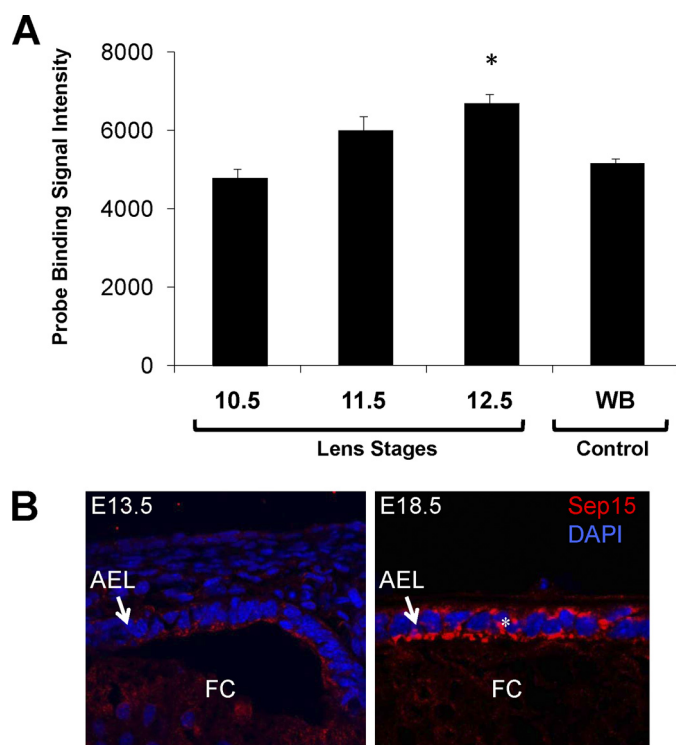 A
Probe Binding Signal Intensity
8000
6000
4000
2000
0
*
10.5 11.5 12.5 WB
Lens Stages Control
B
E13.5
AEL
FC
E18.5
Sep15
DAPI
AEL
*
FC